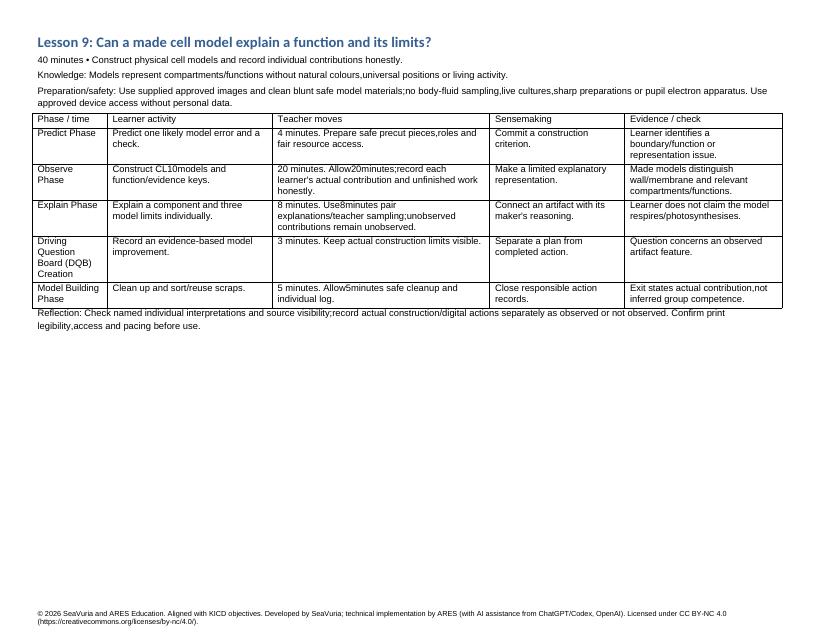 Lesson 9: Can a made cell model explain a function and its limits?
40 minutes • Construct physical cell models and record individual contributions honestly.
Knowledge: Models represent compartments/functions without natural colours,universal positions or living activity.
Preparation/safety: Use supplied approved images and clean blunt safe model materials;no body-fluid sampling,live cultures,sharp preparations or pupil electron apparatus. Use
approved device access without personal data.
Phase / time
Learner activity
Teacher moves
Sensemaking
Evidence / check
Predict Phase
Predict one likely model error and a
check.
4 minutes. Prepare safe precut pieces,roles and
fair resource access.
Commit a construction
criterion.
Learner identifies a
boundary/function or
representation issue.
Observe
Phase
Construct CL10models and
function/evidence keys.
20 minutes. Allow20minutes;record each
learner's actual contribution and unfinished work
honestly.
Make a limited explanatory
representation.
Made models distinguish
wall/membrane and relevant
compartments/functions.
Explain Phase
Explain a component and three
model limits individually.
8 minutes. Use8minutes pair
explanations/teacher sampling;unobserved
contributions remain unobserved.
Connect an artifact with its
maker's reasoning.
Learner does not claim the model
respires/photosynthesises.
Driving
Question
Board (DQB)
Creation
Record an evidence-based model
improvement.
3 minutes. Keep actual construction limits visible.
Separate a plan from
completed action.
Question concerns an observed
artifact feature.
Model Building
Phase
Clean up and sort/reuse scraps.
5 minutes. Allow5minutes safe cleanup and
individual log.
Close responsible action
records.
Exit states actual contribution,not
inferred group competence.
Reflection: Check named individual interpretations and source visibility;record actual construction/digital actions separately as observed or not observed. Confirm print
legibility,access and pacing before use.
© 2026 SeaVuria and ARES Education. Aligned with KICD objectives. Developed by SeaVuria; technical implementation by ARES (with AI assistance from ChatGPT/Codex, OpenAI). Licensed under CC BY-NC 4.0
(https://creativecommons.org/licenses/by-nc/4.0/).